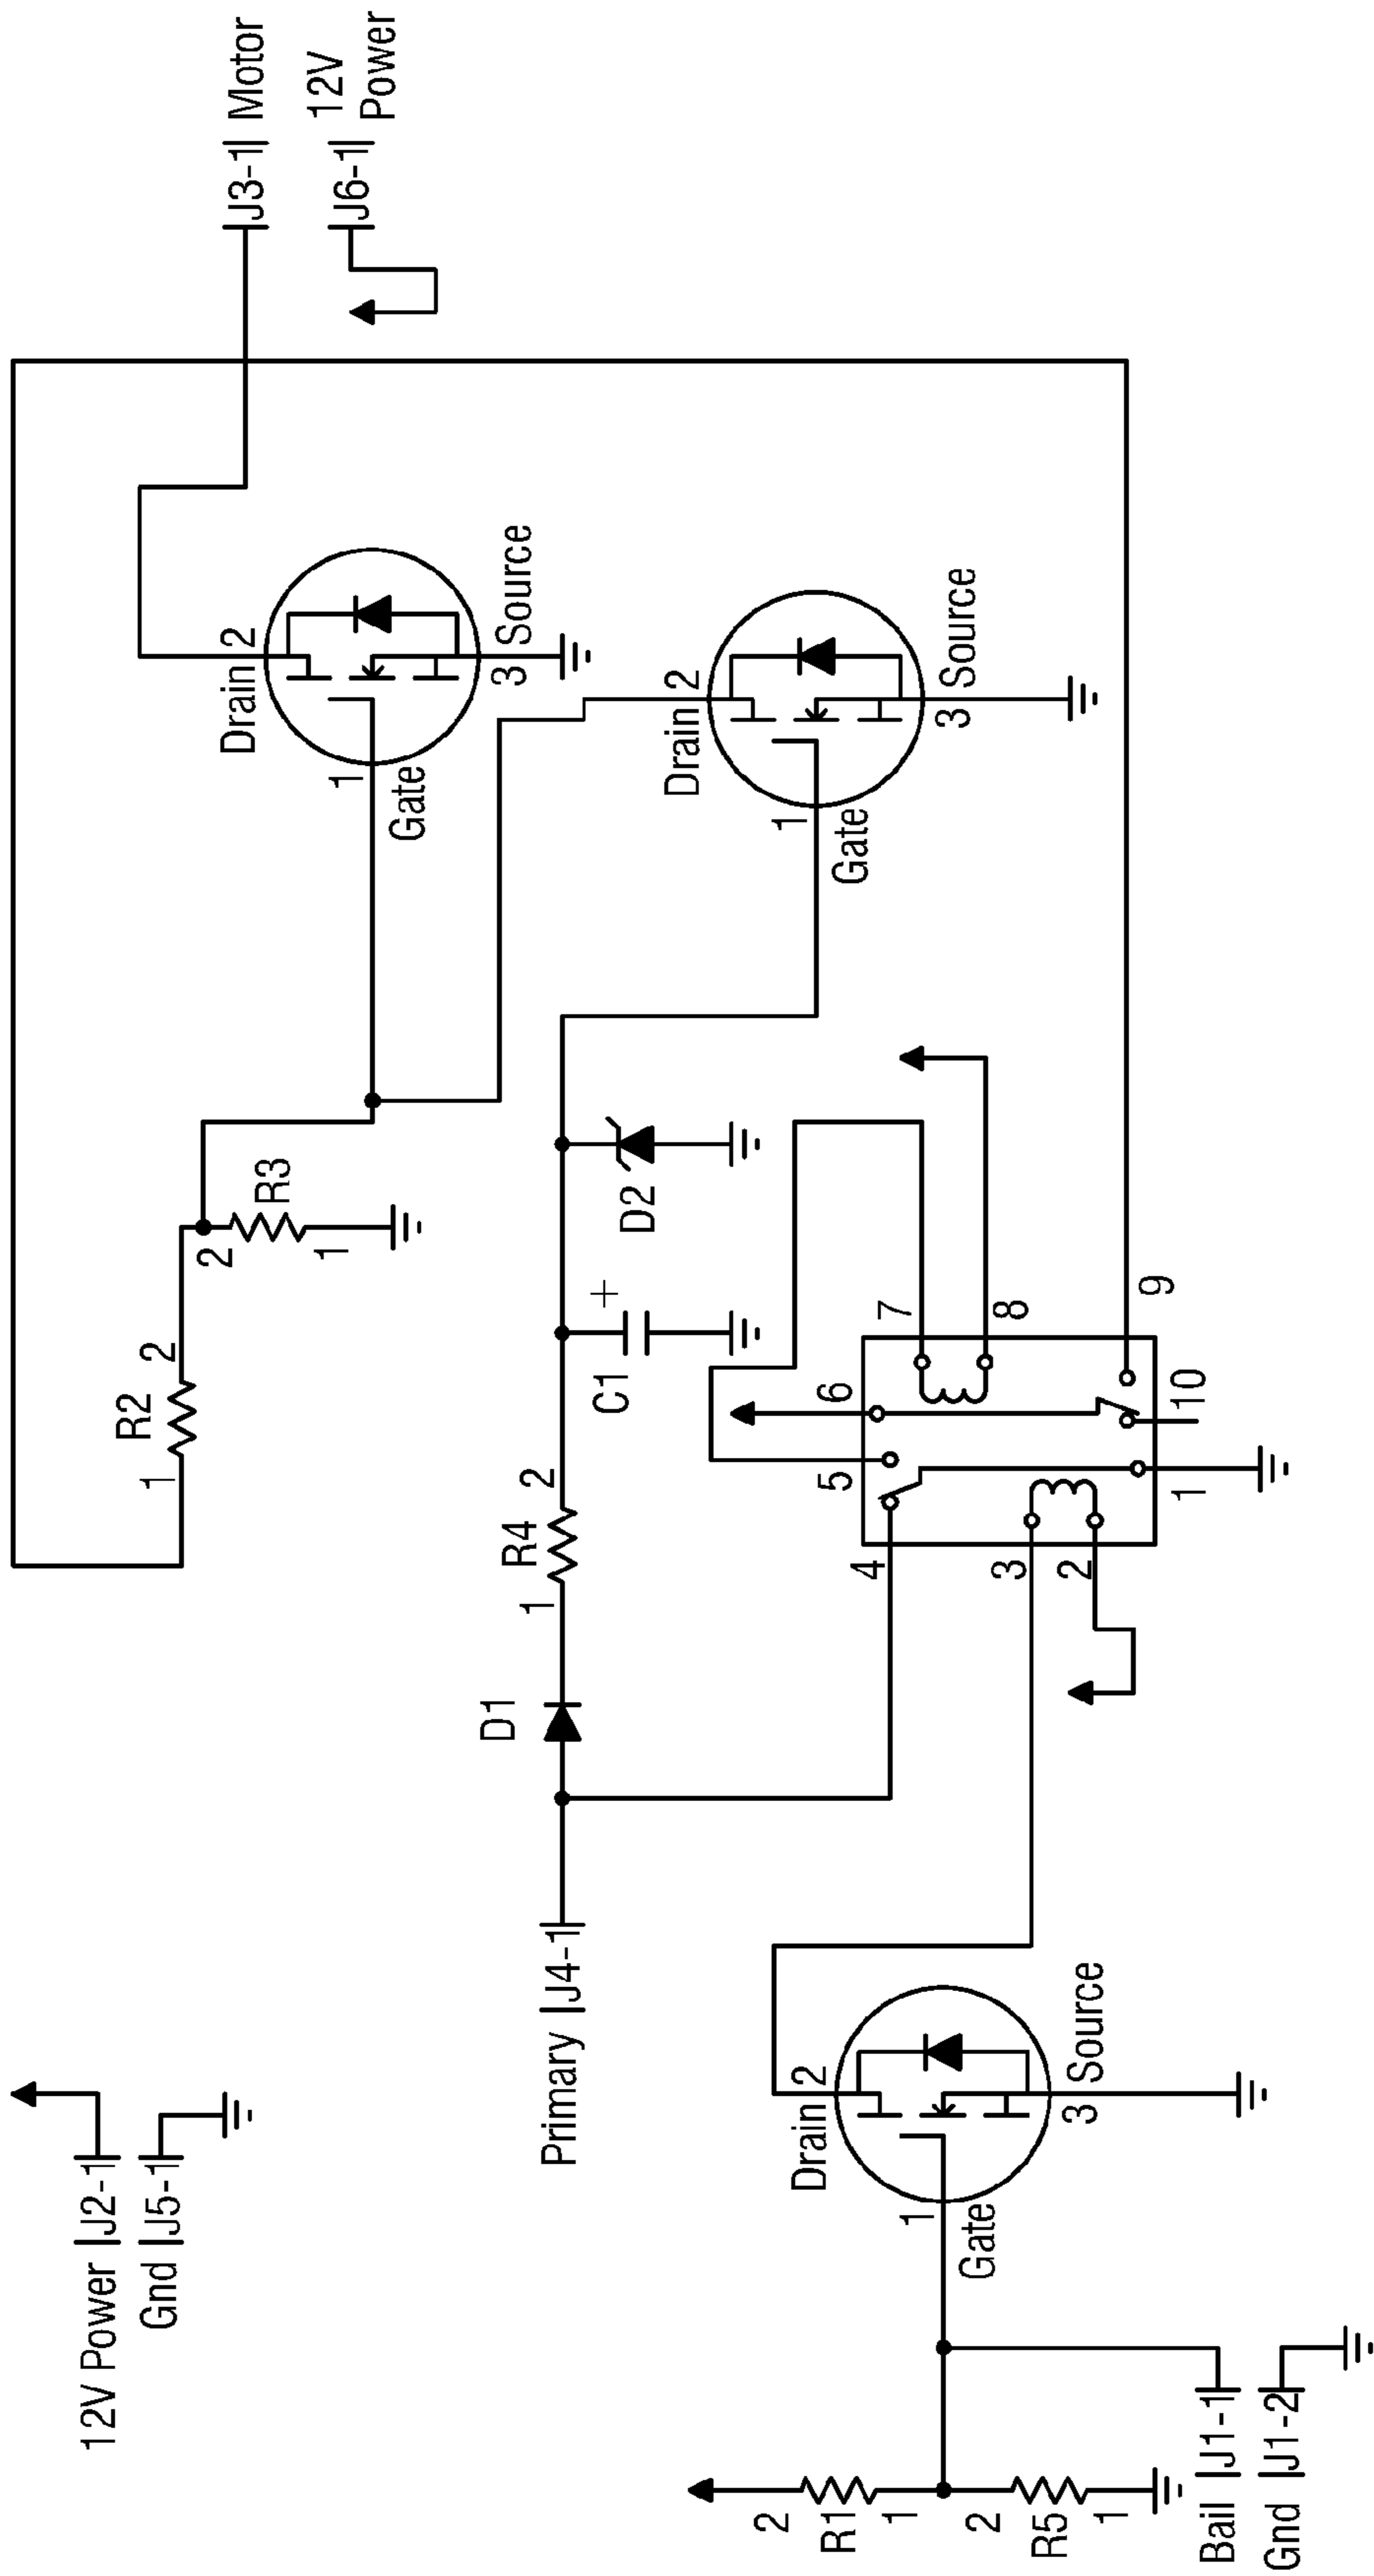 12V Power |J2-1|
Gnd |J5-1|
R2
1
2
2
R3
1
Drain 2
1
Gate
3 Source
|J3-1| Motor
|J6-1| 12V
Power
Primary |J4-1|
D1
R4
1
2
C1
+
D2
Drain 2
1
Gate
3 Source
4
3
2
5
6
7
8
9
10
1
Drain 2
1
Gate
3 Source
2
R1
1
2
R5
1
Bail |J1-1|
Gnd |J1-2|